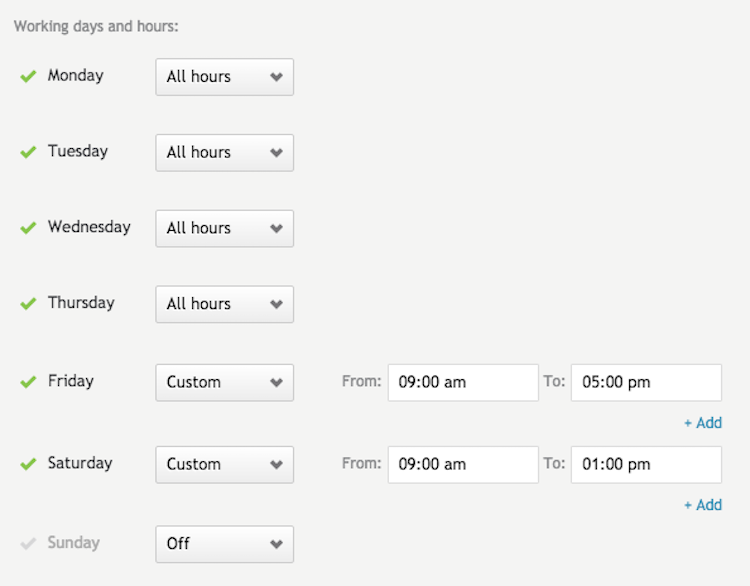 Working days and hours:
Monday All hours
Tuesday All hours
Wednesday All hours
Thursday All hours
Friday Custom From: 09:00 am To: 05:00 pm
+ Add
Saturday Custom From: 09:00 am To: 01:00 pm
+ Add
Sunday Off